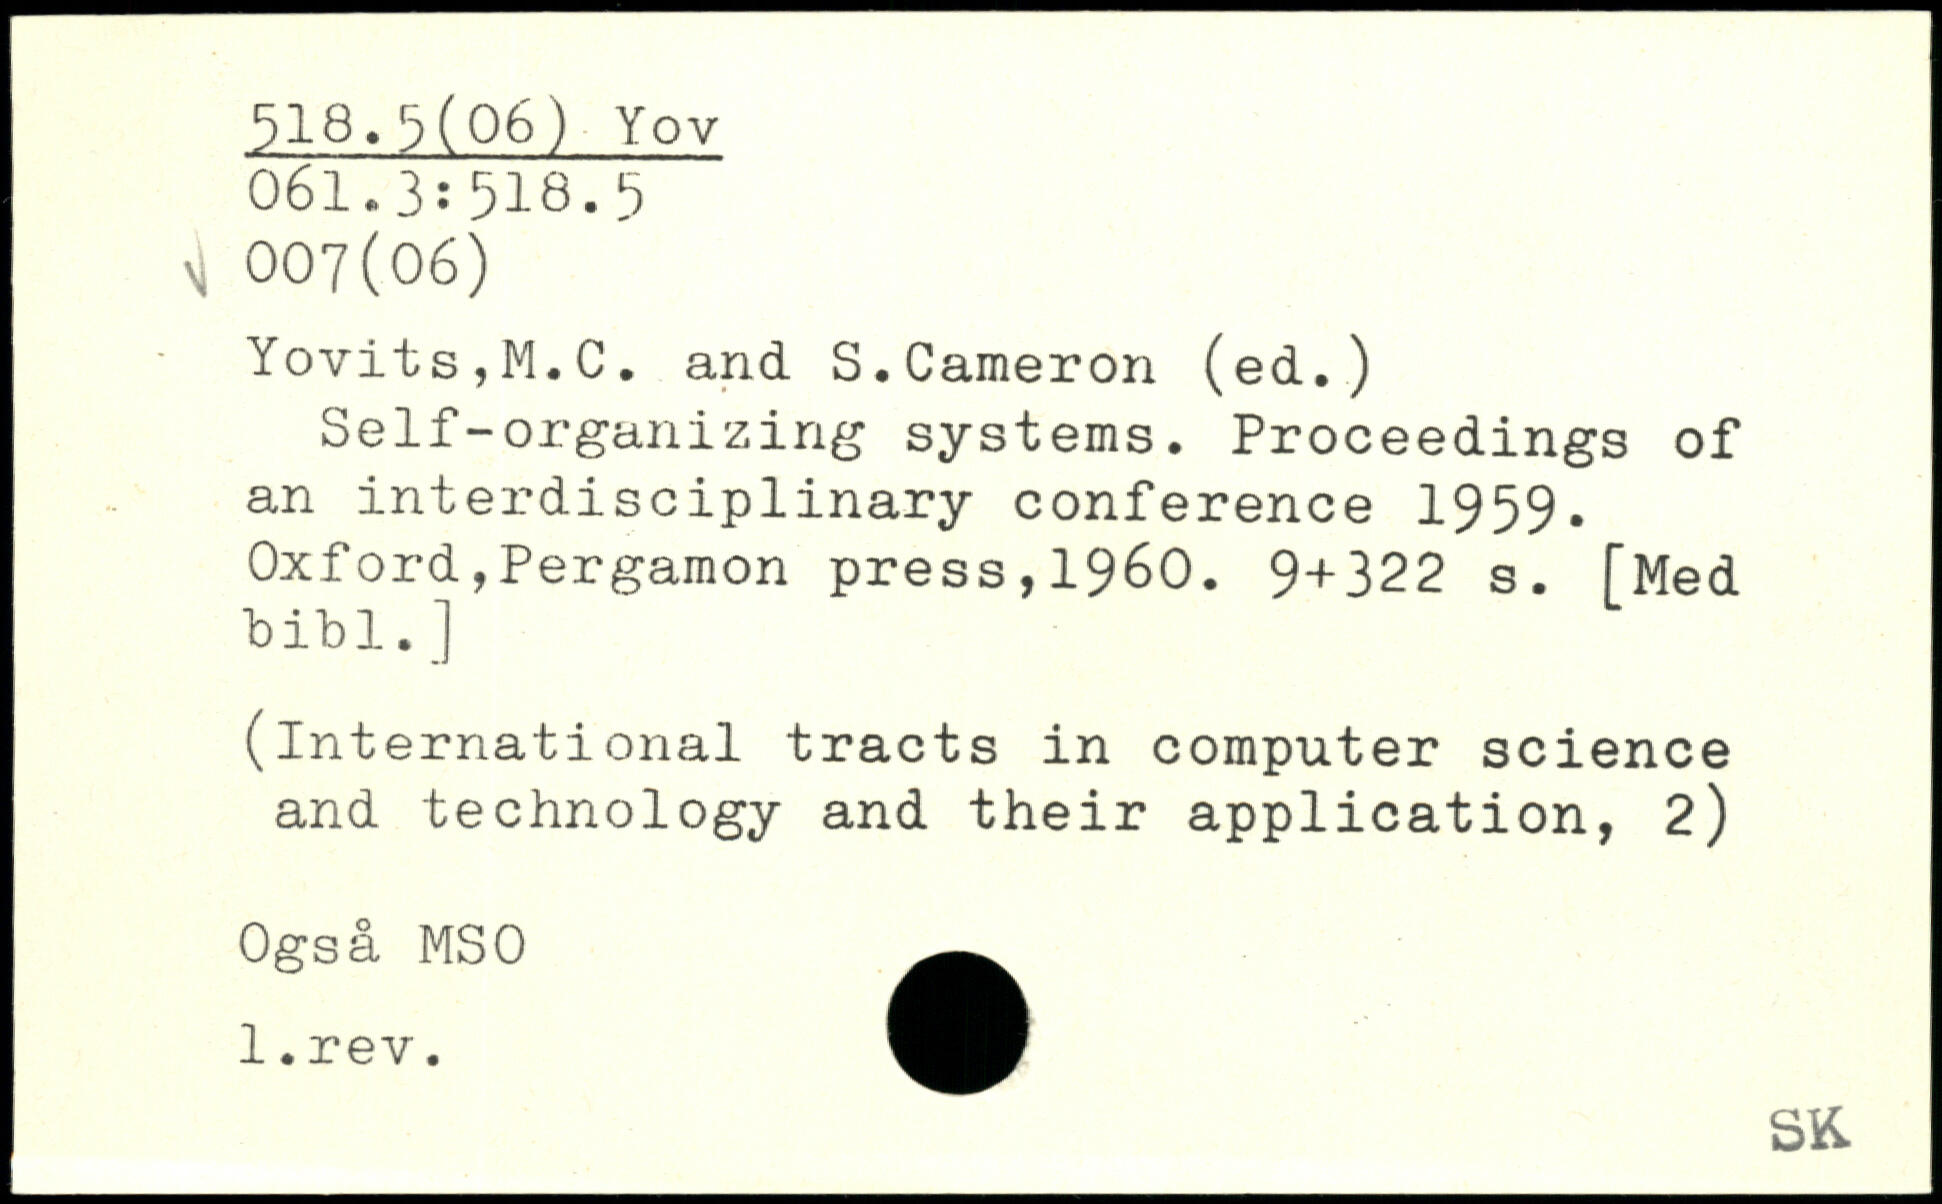 518.5(06) Yov
061.3:518.5
007(06)
Yovits,M.C. and S.Cameron (ed.)
Self-organizing systems. Proceedings of
an interdisciplinary conference 1959.
Oxford,Pergamon press,1960. 9+322 s. [Med
bibl.]
(International tracts in computer science
and technology and their application, 2)
Også MSO
1.rev.
SK